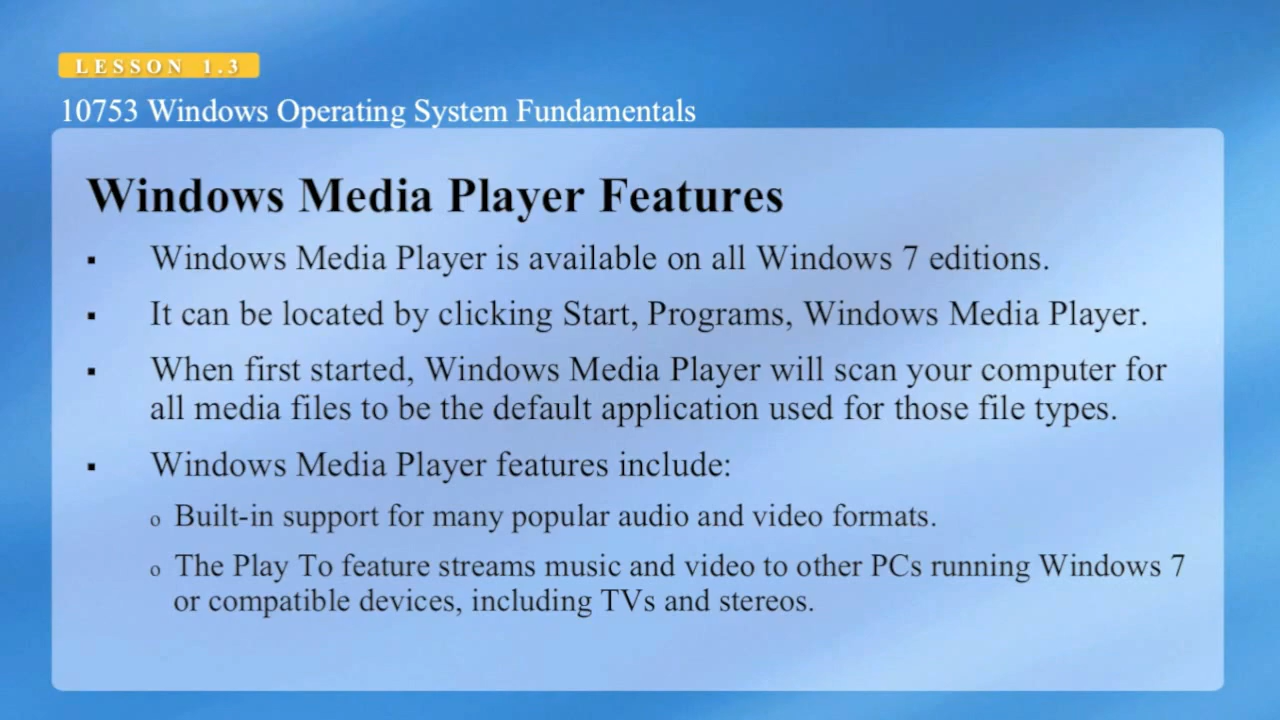 LESSON 1.3
10753 Windows Operating System Fundamentals
Windows Media Player Features
▪ Windows Media Player is available on all Windows 7 editions.
▪ It can be located by clicking Start, Programs, Windows Media Player.
▪ When first started, Windows Media Player will scan your computer for
all media files to be the default application used for those file types.
▪ Windows Media Player features include:
o Built-in support for many popular audio and video formats.
o The Play To feature streams music and video to other PCs running Windows 7
or compatible devices, including TVs and stereos.